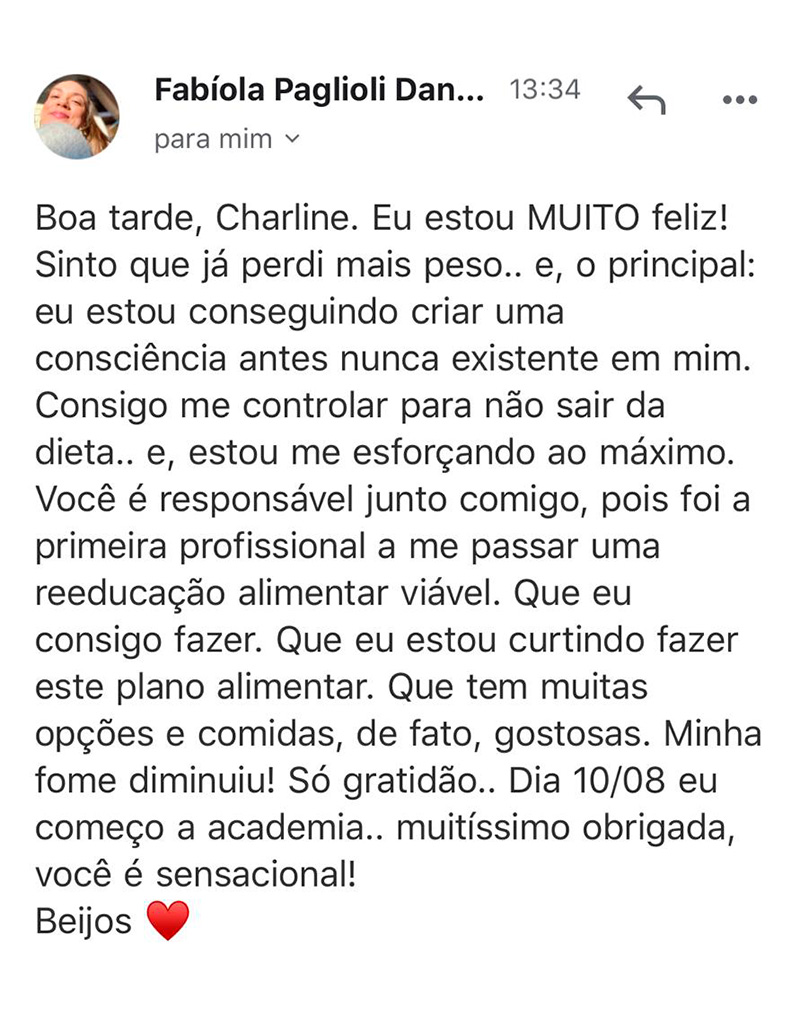 Fabíola Paglioli Dan... 13:34
para mim
Boa tarde, Charline. Eu estou MUITO feliz!
Sinto que já perdi mais peso.. e, o principal:
eu estou conseguindo criar uma
consciência antes nunca existente em mim.
Consigo me controlar para não sair da
dieta.. e, estou me esforçando ao máximo.
Você é responsável junto comigo, pois foi a
primeira profissional a me passar uma
reeducação alimentar viável. Que eu
consigo fazer. Que eu estou curtindo fazer
este plano alimentar. Que tem muitas
opções e comidas, de fato, gostosas. Minha
fome diminuiu! Só gratidão.. Dia 10/08 eu
começo a academia.. muitíssimo obrigada,
você é sensacional!
Beijos ♥️